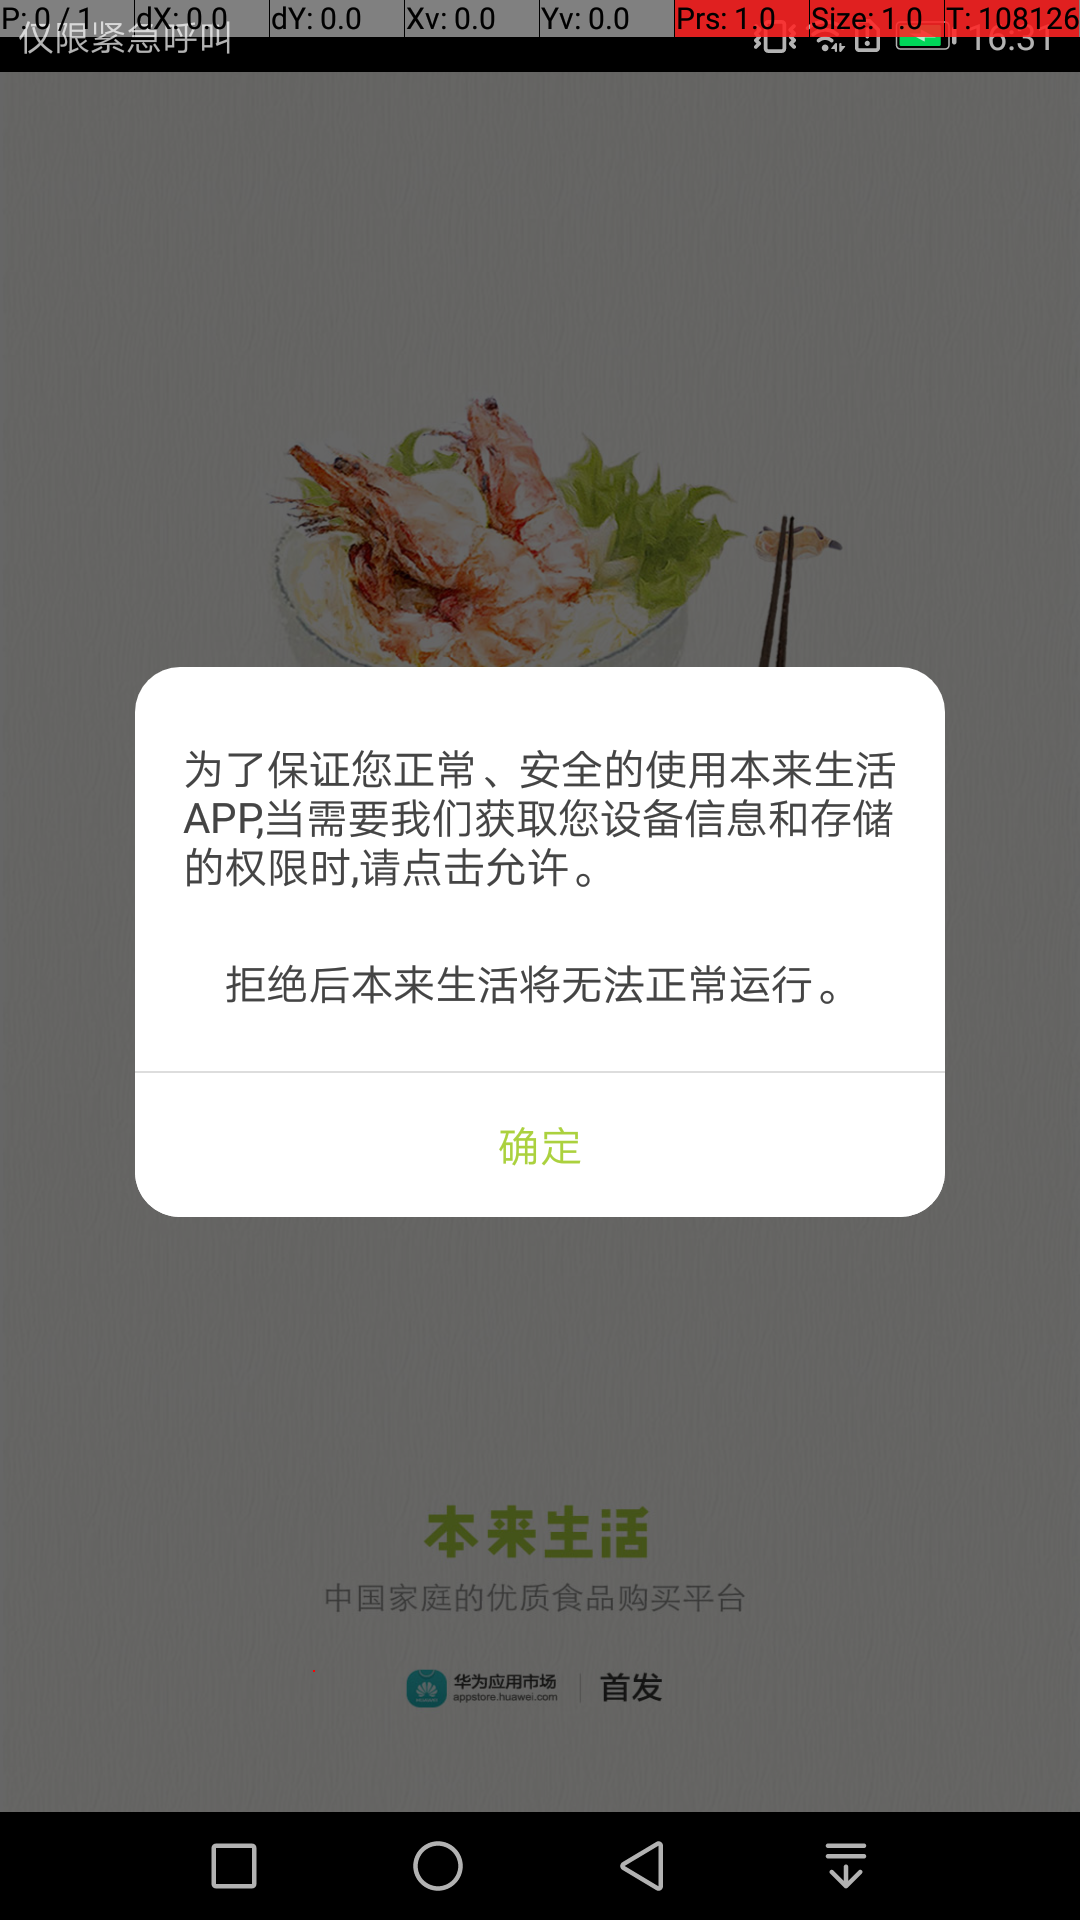 P: 0 / 1 dX: 0.0 dY: 0.0 Xv: 0.0 Yv: 0.0 Prs: 1.0 Size: 1.0 T: 108126
仅限紧急呼叫 16:31
为了保证您正常、安全的使用本来生活
APP,当需要我们获取您设备信息和存储
的权限时,请点击允许。
拒绝后本来生活将无法正常运行。
确定
本来生活
中国家庭的优质食品购买平台
华为应用市场 首发
appstore.huawei.com